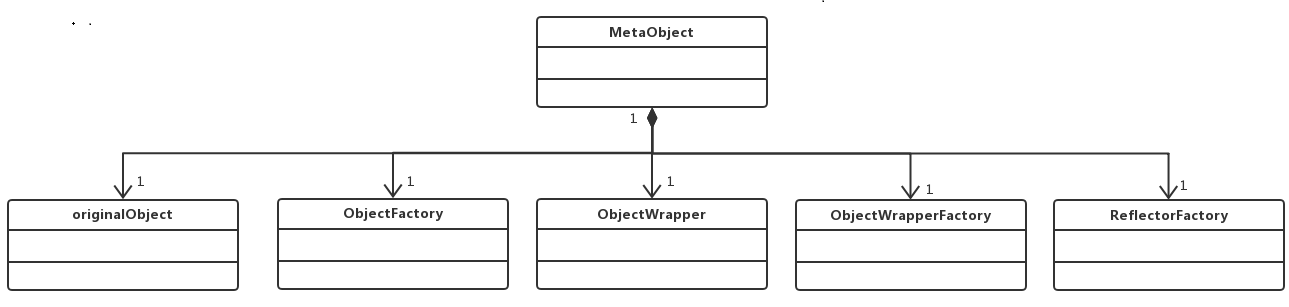 MetaObject
1
1
1
1
1
1
originalObject
ObjectFactory
ObjectWrapper
ObjectWrapperFactory
ReflectorFactory